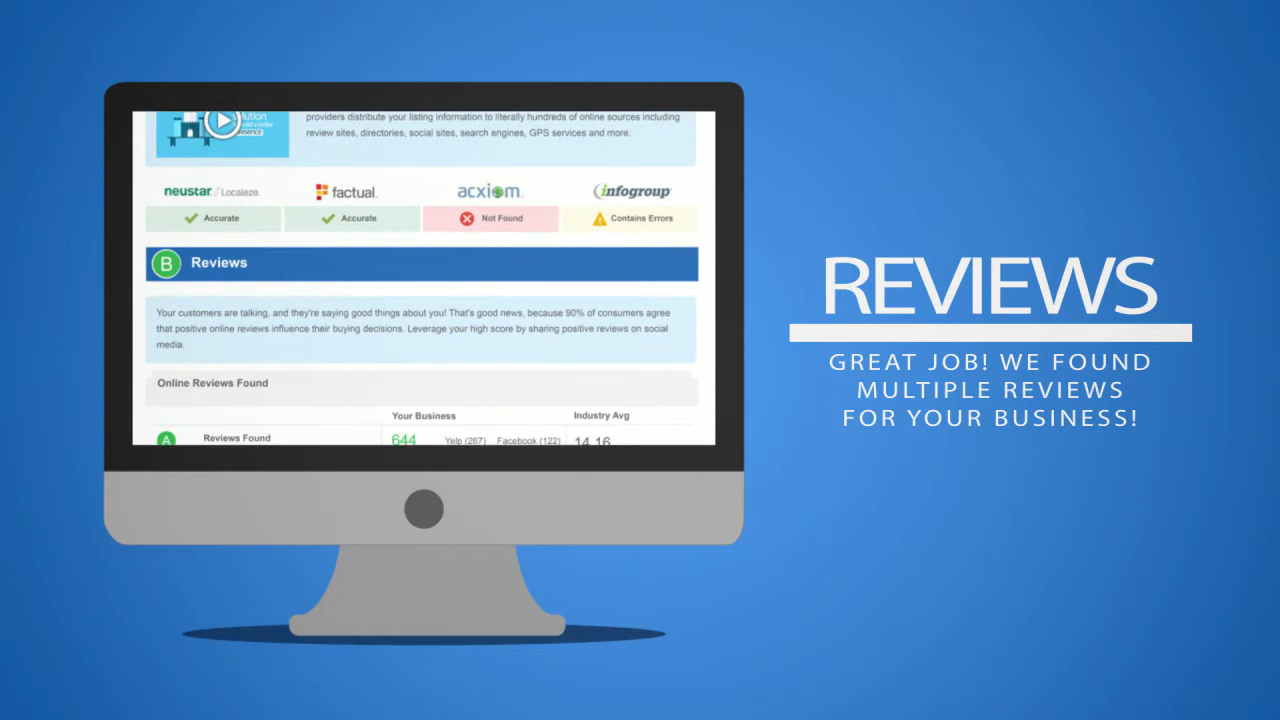 providers distribute your listing information to literally hundreds of online sources including
review sites, directories, social sites, search engines, GPS services and more.
neustar Localeze. factual. acxiom. infogroup
Accurate Accurate Not Found Contains Errors
B Reviews
Your customers are talking, and they're saying good things about you! That's good news, because 90% of consumers agree
that positive online reviews influence their buying decisions. Leverage your high score by sharing positive reviews on social
media.
Online Reviews Found
Your Business Industry Avg
A Reviews Found 644 Yelp (267) Facebook (122) 14 16
REVIEWS
GREAT JOB! WE FOUND
MULTIPLE REVIEWS
FOR YOUR BUSINESS!